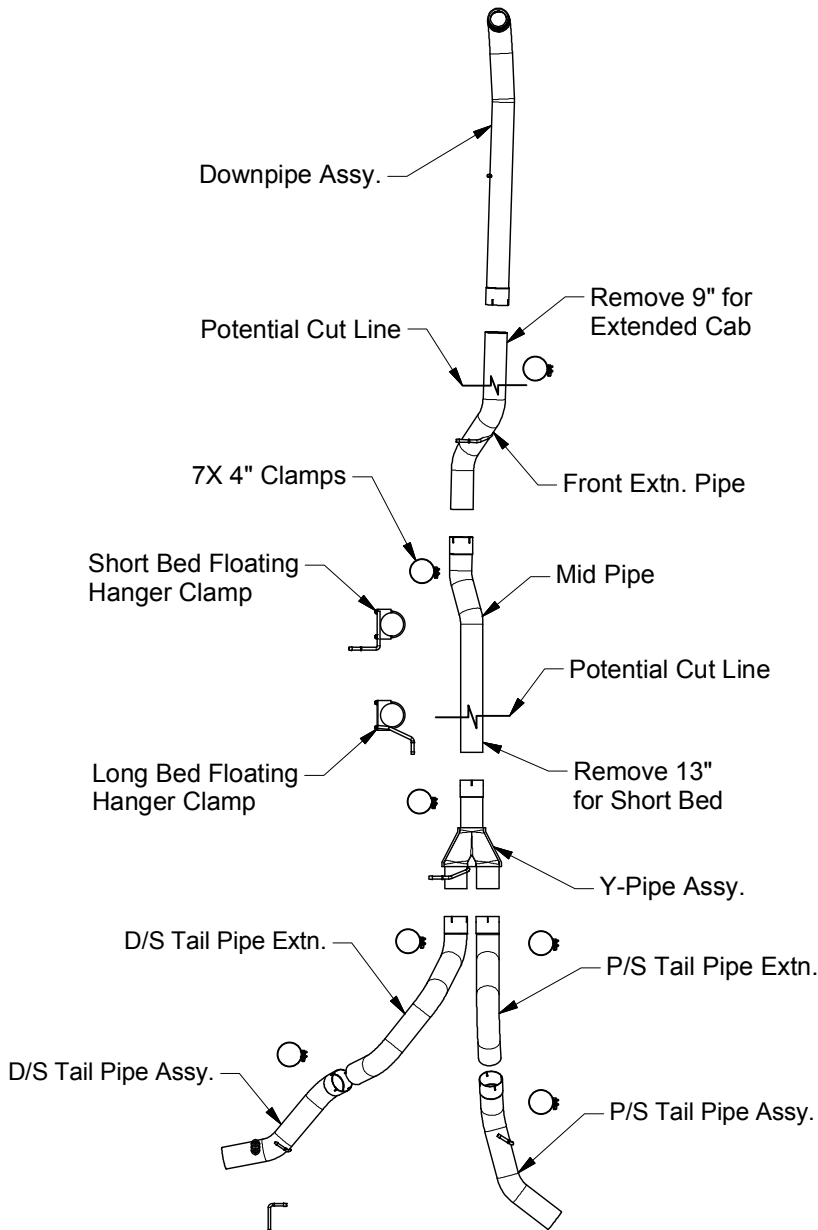 Downpipe Assy.
Remove 9" for
Extended Cab
Potential Cut Line
7X 4" Clamps
Front Extn. Pipe
Short Bed Floating
Hanger Clamp
Mid Pipe
Potential Cut Line
Long Bed Floating
Hanger Clamp
Remove 13"
for Short Bed
Y-Pipe Assy.
D/S Tail Pipe Extn.
P/S Tail Pipe Extn.
D/S Tail Pipe Assy.
P/S Tail Pipe Assy.